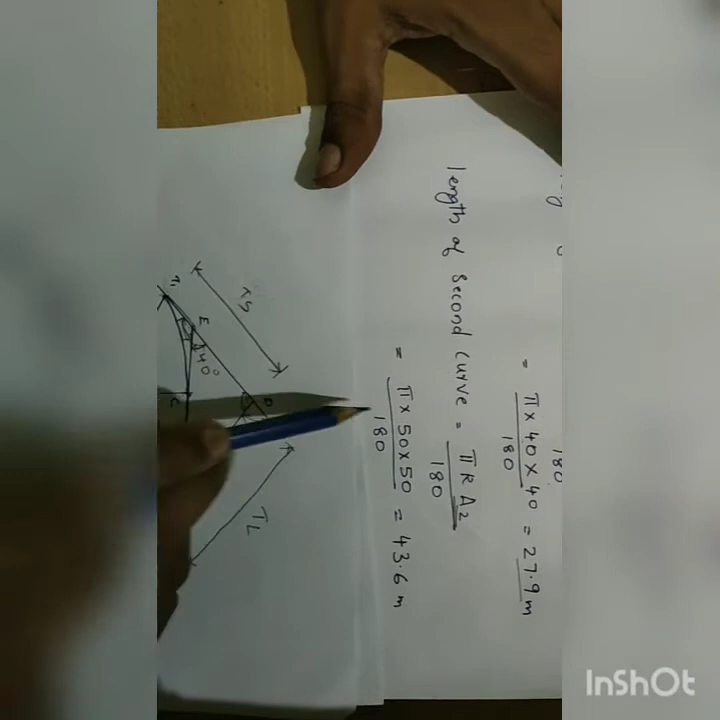 180
= π × 40 × 40 / 180 = 27.9 m
length of second curve = π R Δ2 / 180
= π × 50 × 50 / 180 = 43.6 m
TS
T1
E
40°
C
D
TL
InShOt